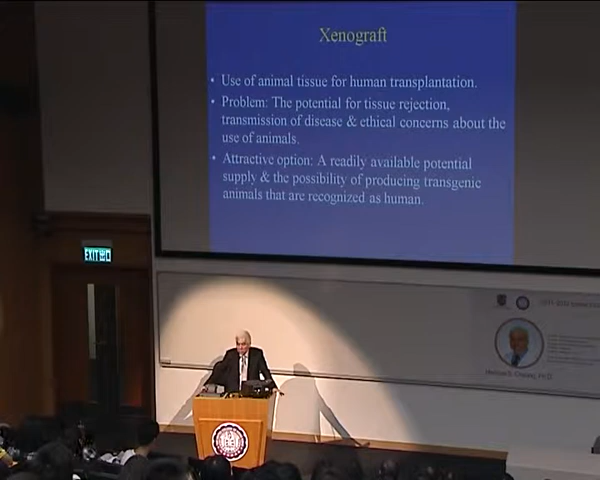 Xenograft
• Use of animal tissue for human transplantation.
• Problem: The potential for tissue rejection,
transmission of disease & ethical concerns about the
use of animals.
• Attractive option: A readily available potential
supply & the possibility of producing transgenic
animals that are recognized as human.
EXIT